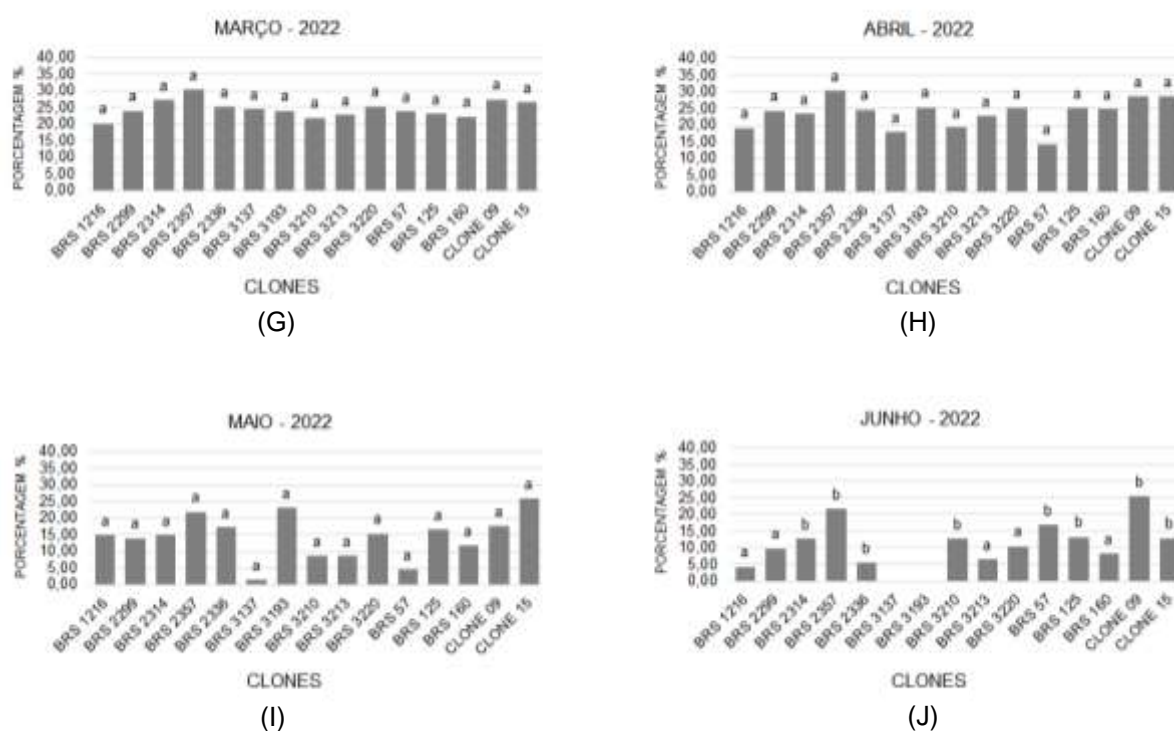 MARÇO - 2022
PORCENTAGEM %
40,00
35,00
30,00
25,00
20,00
15,00
10,00
5,00
0,00
a a a a a a a a a a a a a a a
BRS 1216
BRS 2299
BRS 2314
BRS 2357
BRS 2336
BRS 3137
BRS 3193
BRS 3210
BRS 3213
BRS 3220
BRS 57
BRS 125
BRS 160
CLONE 09
CLONE 15
CLONES
(G)
ABRIL - 2022
PORCENTAGEM %
40,00
35,00
30,00
25,00
20,00
15,00
10,00
5,00
0,00
a a a a a a a a a a a a a a a
BRS 1216
BRS 2299
BRS 2314
BRS 2357
BRS 2336
BRS 3137
BRS 3193
BRS 3210
BRS 3213
BRS 3220
BRS 57
BRS 125
BRS 160
CLONE 09
CLONE 15
CLONES
(H)
MAIO - 2022
PORCENTAGEM %
40,00
35,00
30,00
25,00
20,00
15,00
10,00
5,00
0,00
a a a a a a a a a a a a a a a
BRS 1216
BRS 2299
BRS 2314
BRS 2357
BRS 2336
BRS 3137
BRS 3193
BRS 3210
BRS 3213
BRS 3220
BRS 57
BRS 125
BRS 160
CLONE 09
CLONE 15
CLONES
(I)
JUNHO - 2022
PORCENTAGEM %
40,00
35,00
30,00
25,00
20,00
15,00
10,00
5,00
0,00
a a b b b b a a b b a b b
BRS 1216
BRS 2299
BRS 2314
BRS 2357
BRS 2336
BRS 3137
BRS 3193
BRS 3210
BRS 3213
BRS 3220
BRS 57
BRS 125
BRS 160
CLONE 09
CLONE 15
CLONES
(J)